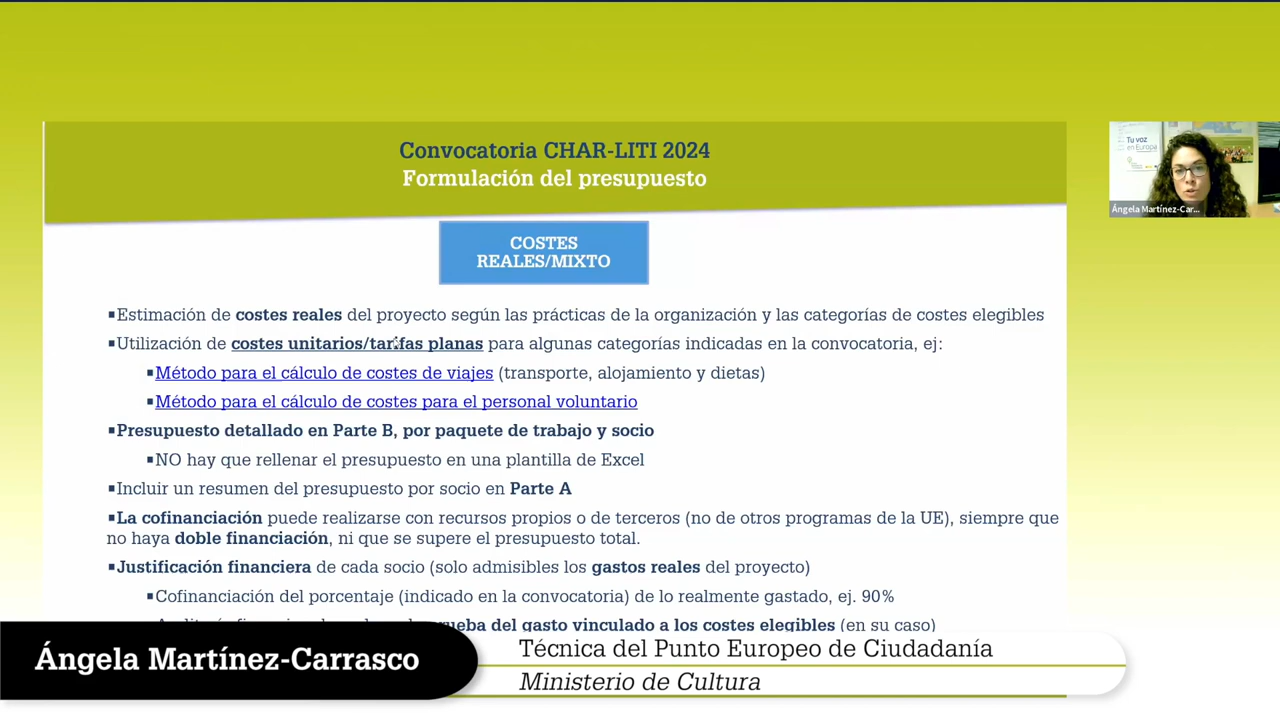 Convocatoria CHAR-LITI 2024
Formulación del presupuesto
COSTES
REALES/MIXTO
▪Estimación de costes reales del proyecto según las prácticas de la organización y las categorías de costes elegibles
▪Utilización de costes unitarios/tarifas planas para algunas categorías indicadas en la convocatoria, ej:
▪Método para el cálculo de costes de viajes (transporte, alojamiento y dietas)
▪Método para el cálculo de costes para el personal voluntario
▪Presupuesto detallado en Parte B, por paquete de trabajo y socio
▪NO hay que rellenar el presupuesto en una plantilla de Excel
▪Incluir un resumen del presupuesto por socio en Parte A
▪La cofinanciación puede realizarse con recursos propios o de terceros (no de otros programas de la UE), siempre que
no haya doble financiación, ni que se supere el presupuesto total.
▪Justificación financiera de cada socio (solo admisibles los gastos reales del proyecto)
▪Cofinanciación del porcentaje (indicado en la convocatoria) de lo realmente gastado, ej. 90%
del gasto vinculado a los costes elegibles (en su caso)
Tu voz
en Europa
Ángela Martínez-Car...
Ángela Martínez-Carrasco
Técnica del Punto Europeo de Ciudadanía
Ministerio de Cultura